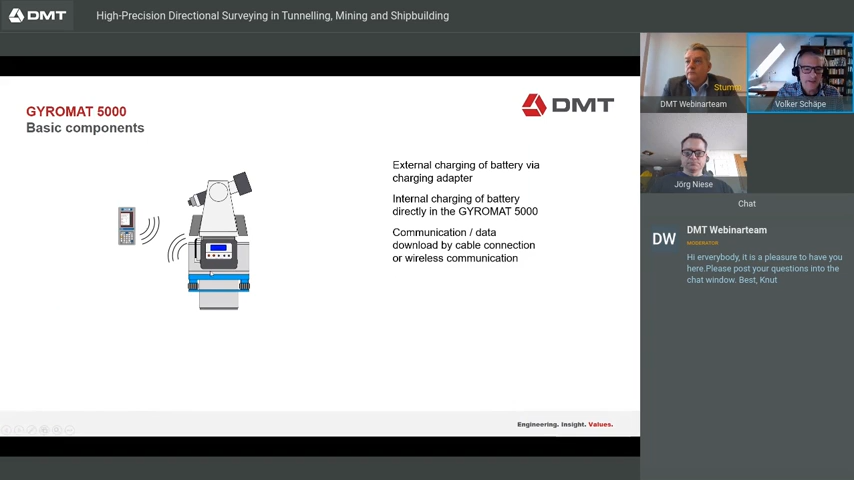 DMT
High-Precision Directional Surveying in Tunnelling, Mining and Shipbuilding
GYROMAT 5000
Basic components
DMT
External charging of battery via
charging adapter
Internal charging of battery
directly in the GYROMAT 5000
Communication / data
download by cable connection
or wireless communication
Engineering. Insight. Values.
DMT Webinarteam
Volker Schäpe
Jörg Niese
Chat
DW
DMT Webinarteam
MODERATOR
Hi erverybody, it is a pleasure to have you
here.Please post your questions into the
chat window. Best, Knut